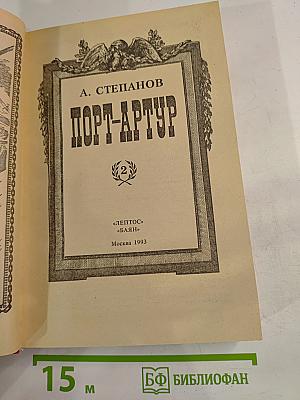 А. СТЕПАНОВ
ПОРТ-АРТУР
2
«ЛЕПТОС»
«БАЯН»
Москва 1993
15 м
БФ БИБЛИОФАН